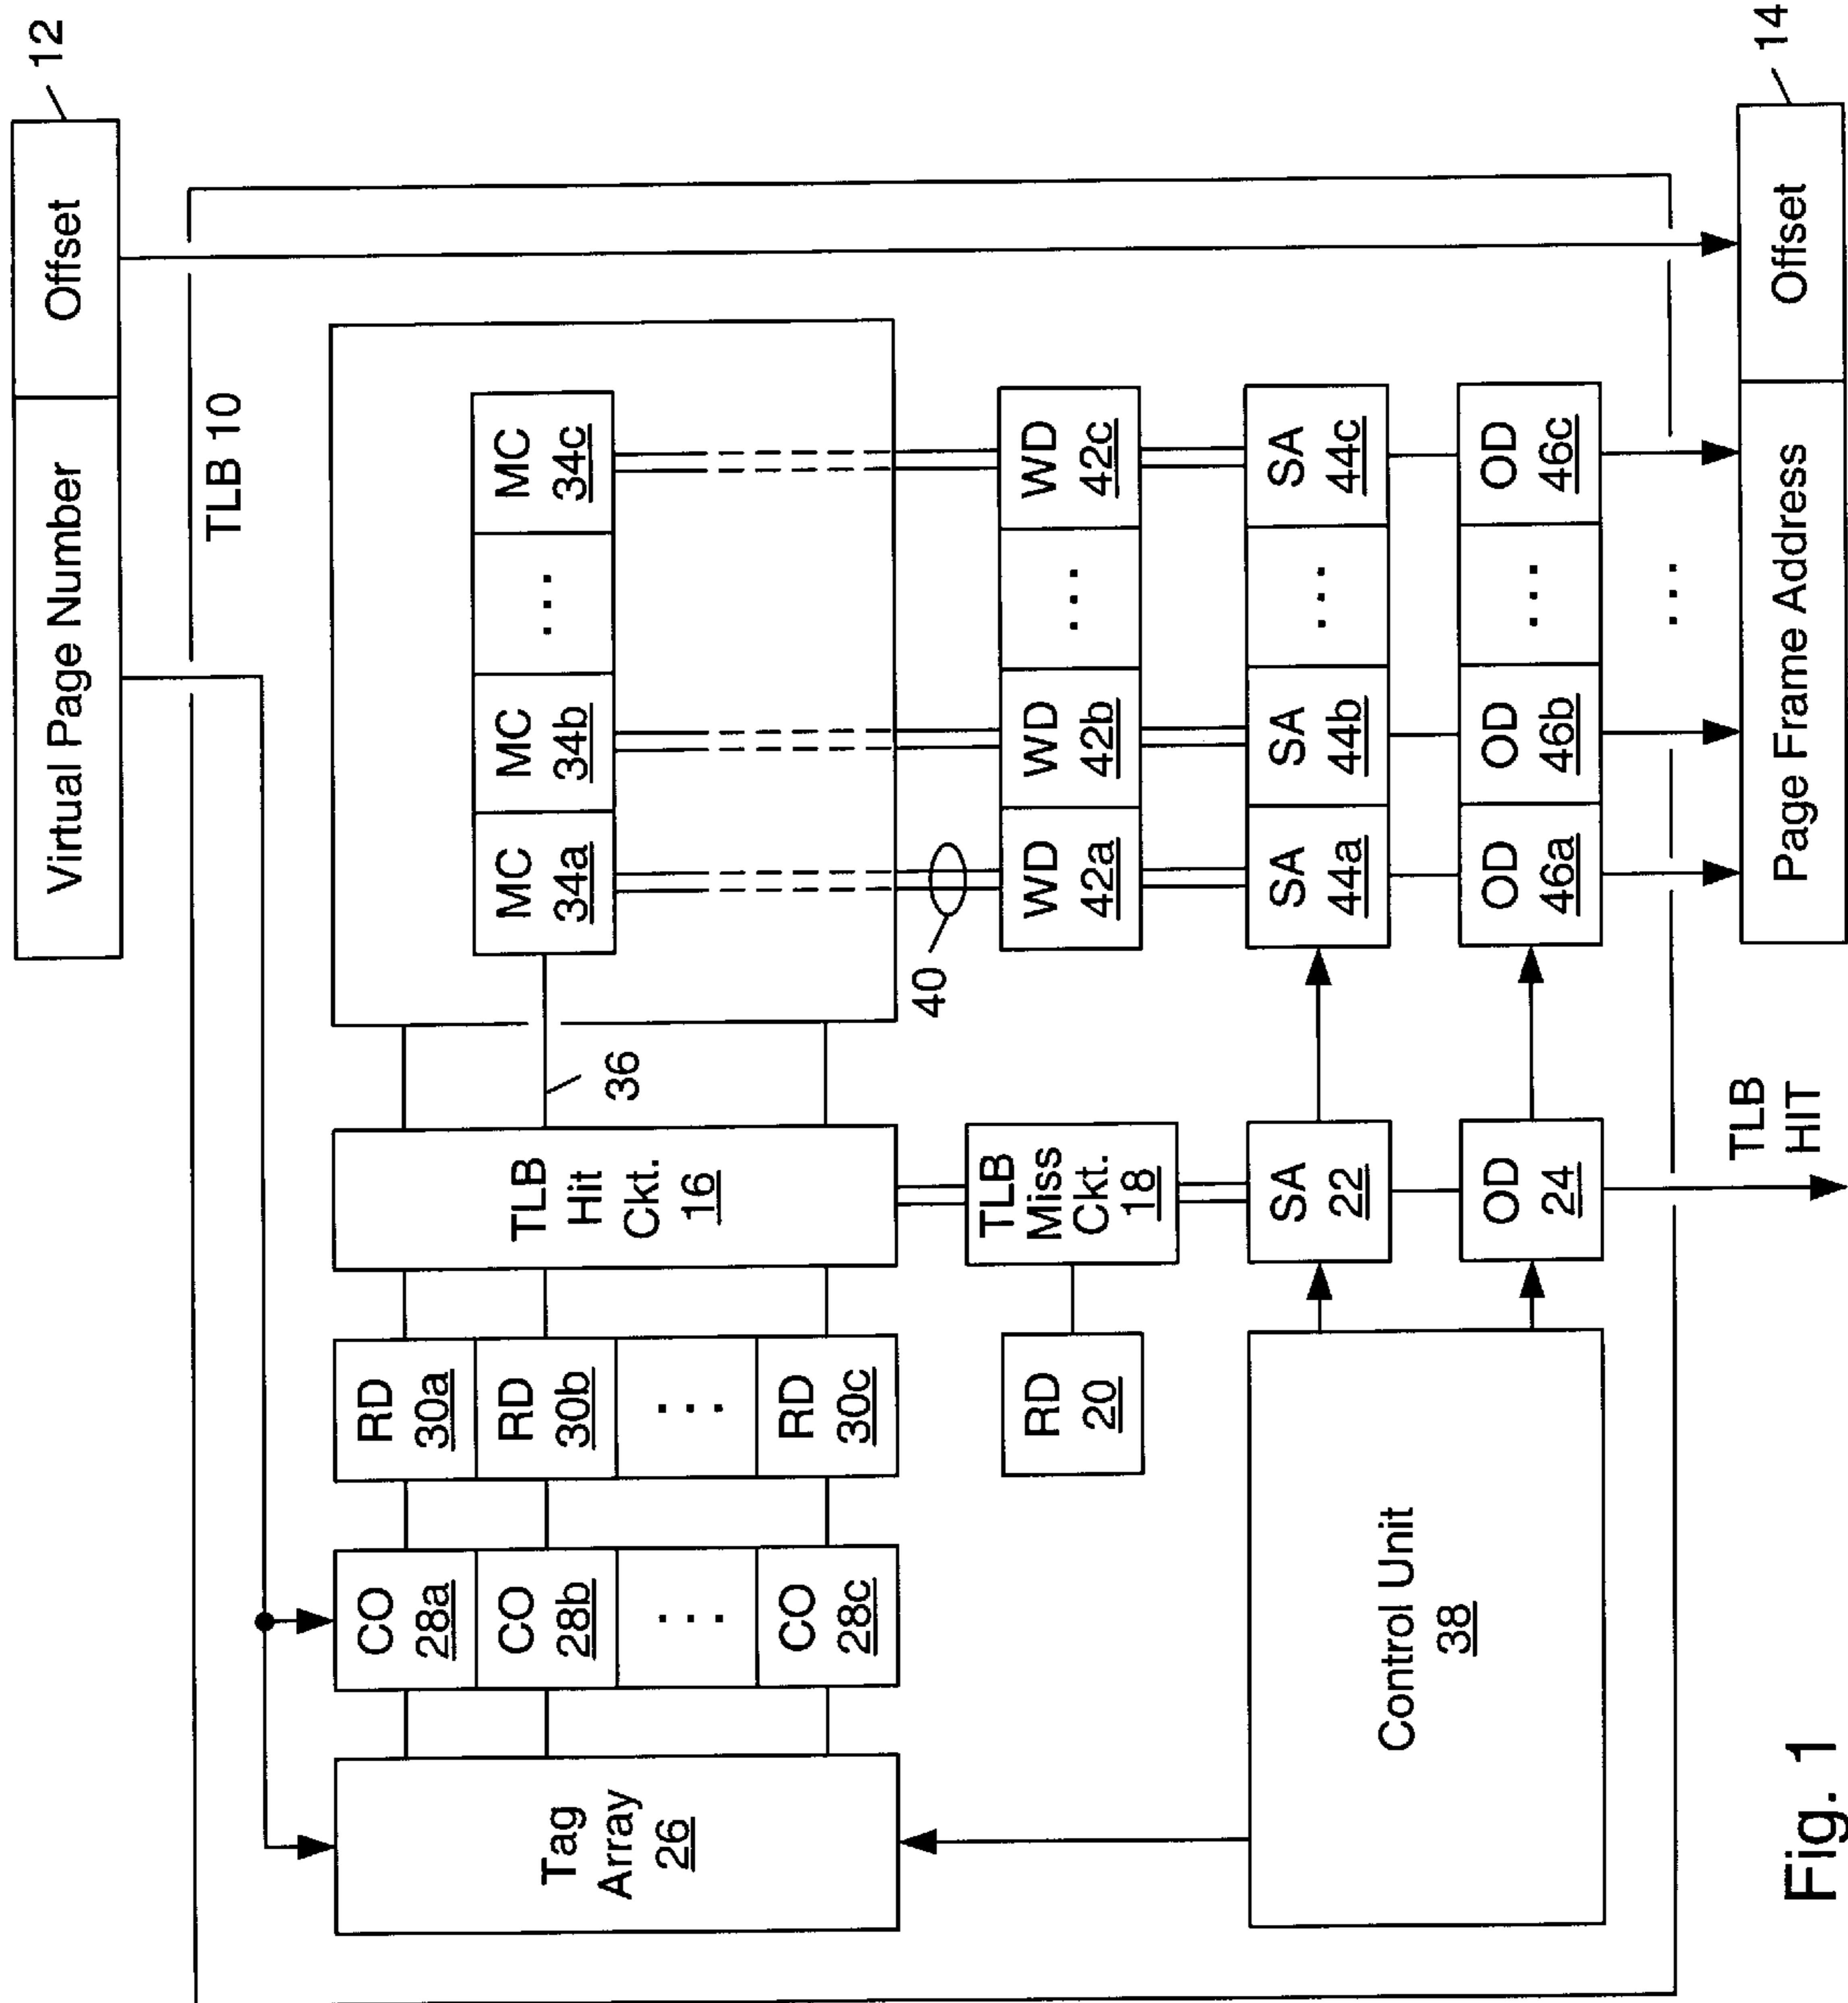 Virtual Page Number
Offset
12
TLB 10
Tag
Array
26
CO
28a
CO
28b
...
CO
28c
RD
30a
RD
30b
...
RD
30c
TLB
Hit
Ckt.
16
36
MC
34a
MC
34b
...
MC
34c
40
RD
20
TLB
Miss
Ckt.
18
WD
42a
WD
42b
...
WD
42c
Control Unit
38
SA
22
SA
44a
SA
44b
...
SA
44c
OD
24
OD
46a
OD
46b
...
OD
46c
...
TLB
HIT
Page Frame Address
Offset
14
Fig. 1